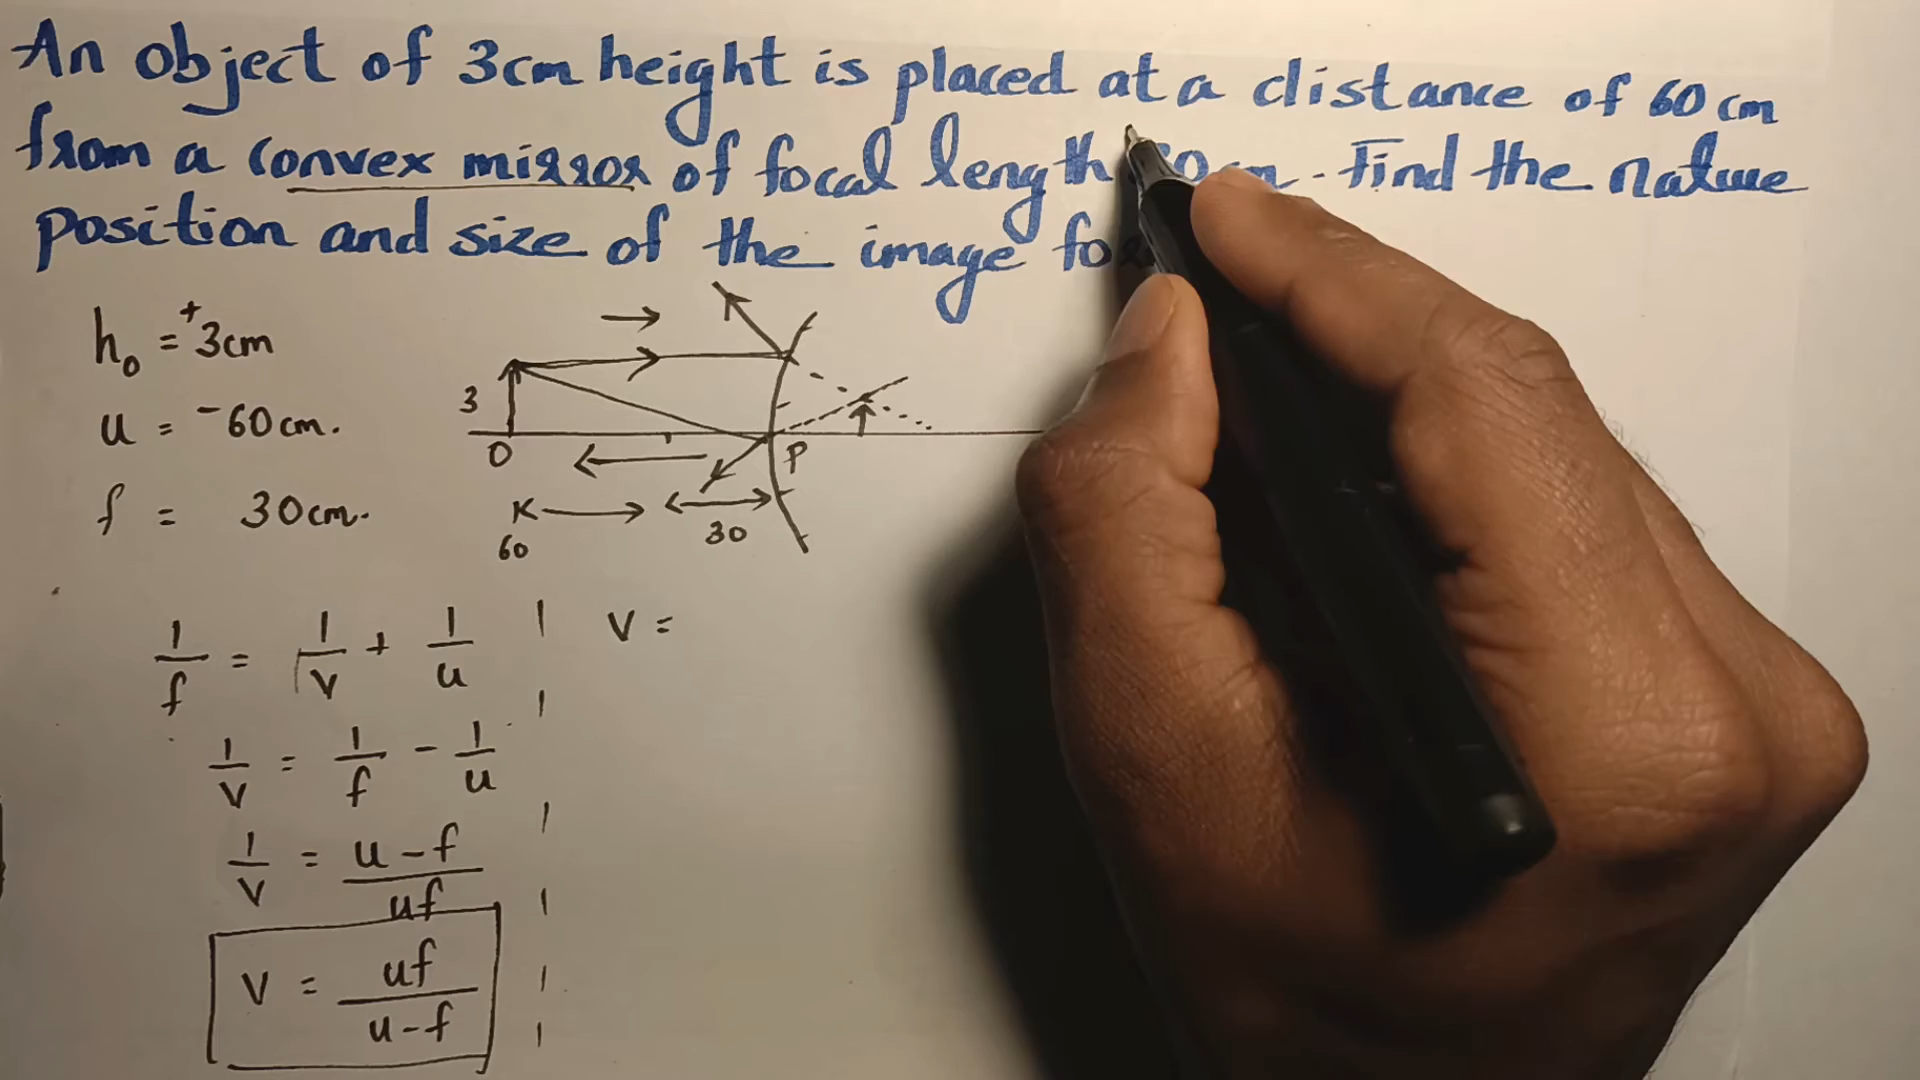 An object of 3cm height is placed at a distance of 60 cm
from a convex mirror of focal length 0 cm. Find the nature
position and size of the image
h₀ = +3cm
u = -60cm.
f = 30cm.
3
O
P
60
30
1/f = 1/v + 1/u
1/v = 1/f - 1/u
1/v = u-f/uf
v = uf/u-f
v =